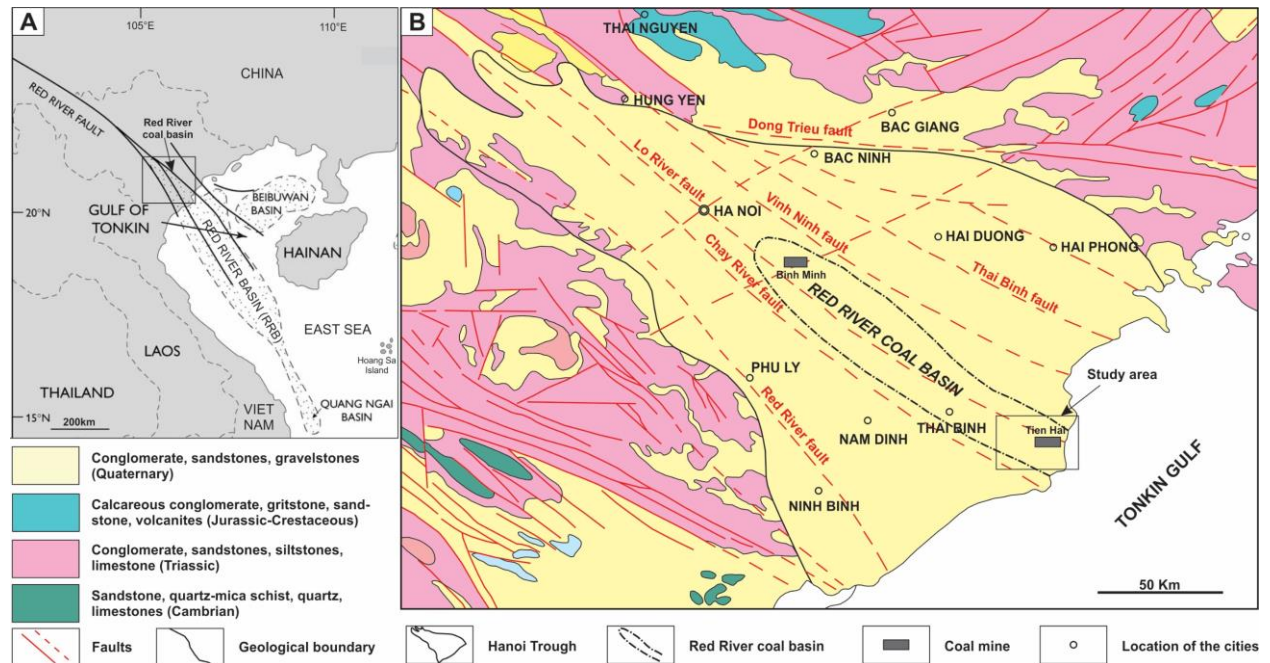 A
105°E
110°E
CHINA
RED RIVER FAULT
Red River
coal basin
20°N
BEIBUWAN
BASIN
GULF OF
TONKIN
HAINAN
RED RIVER BASIN (RRB)
EAST SEA
LAOS
Hoang Sa
Island
THAILAND
VIET
NAM
QUANG NGAI
BASIN
15°N
200km
B
THAI NGUYEN
HUNG YEN
BAC GIANG
Dong Trieu fault
BAC NINH
Lo River fault
Vinh Ninh fault
HA NOI
HAI DUONG
HAI PHONG
Chay River fault
Binh Minh
Thai Binh fault
RED RIVER COAL BASIN
PHU LY
Study area
Red River fault
NAM DINH
THAI BINH
Tien Hai
NINH BINH
TONKIN GULF
50 Km
Conglomerate, sandstones, gravelstones
(Quaternary)
Calcareous conglomerate, gritstone, sand-
stone, volcanites (Jurassic-Crestaceous)
Conglomerate, sandstones, siltstones,
limestone (Triassic)
Sandstone, quartz-mica schist, quartz,
limestones (Cambrian)
Faults
Geological boundary
Hanoi Trough
Red River coal basin
Coal mine
Location of the cities